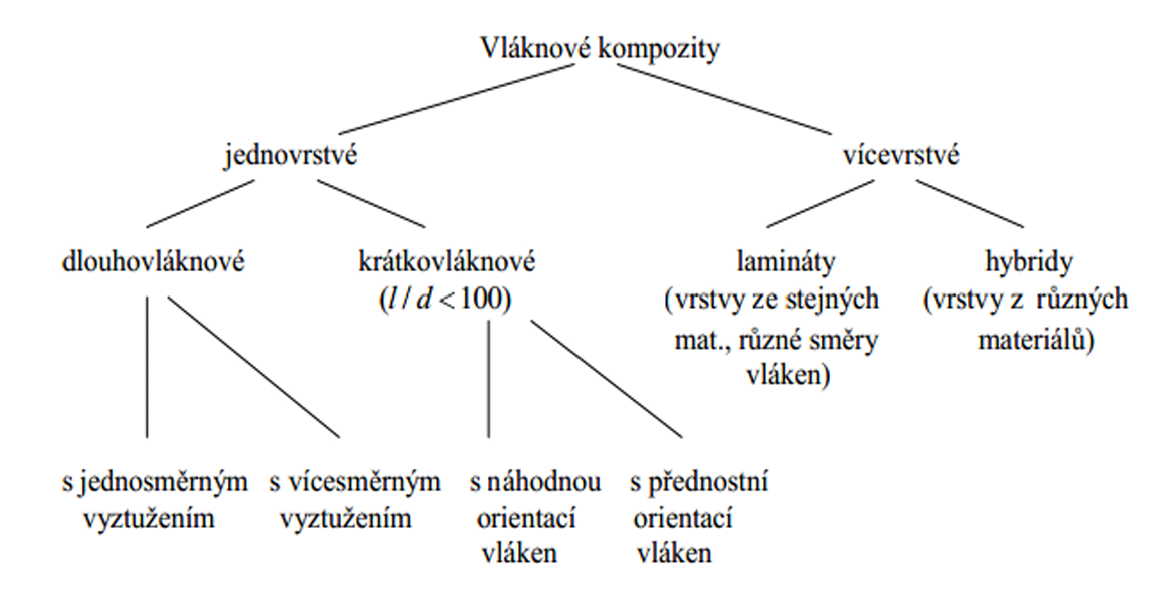 Vláknové kompozity
jednovrstvé
vícevrstvé
dlouhovláknové
krátkovláknové
(l / d < 100)
lamináty
(vrstvy ze stejných
mat., různé směry
vláken)
hybridy
(vrstvy z různých
materiálů)
s jednosměrným
vyztužením
s vícesměrným
vyztužením
s náhodnou
orientací
vláken
s přednostní
orientací
vláken